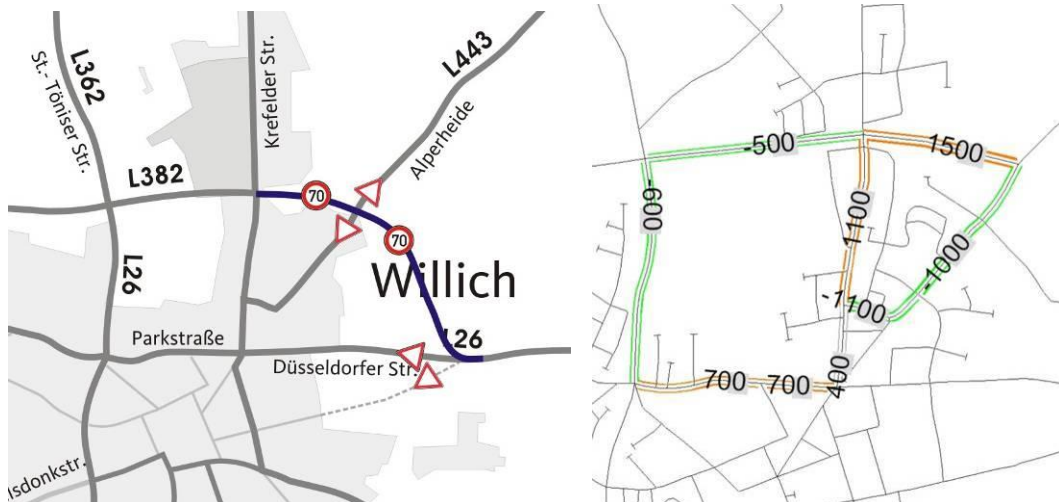 L362
St.- Töniser Str.
Krefelder Str.
L443
Alperheide
L382
70
70
L26
Willich
L26
Parkstraße
Düsseldorfer Str.
lsdonkstr.
-500
1500
-600
1100
-1000
-1100
700
700
400